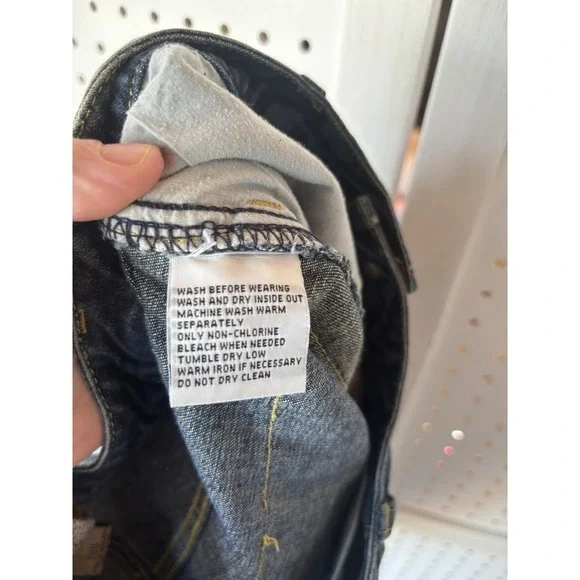 WASH BEFORE WEARING
WASH AND DRY INSIDE OUT
MACHINE WASH WARM
SEPARATELY
ONLY NON-CHLORINE
BLEACH WHEN NEEDED
TUMBLE DRY LOW
WARM IRON IF NECESSARY
DO NOT DRY CLEAN